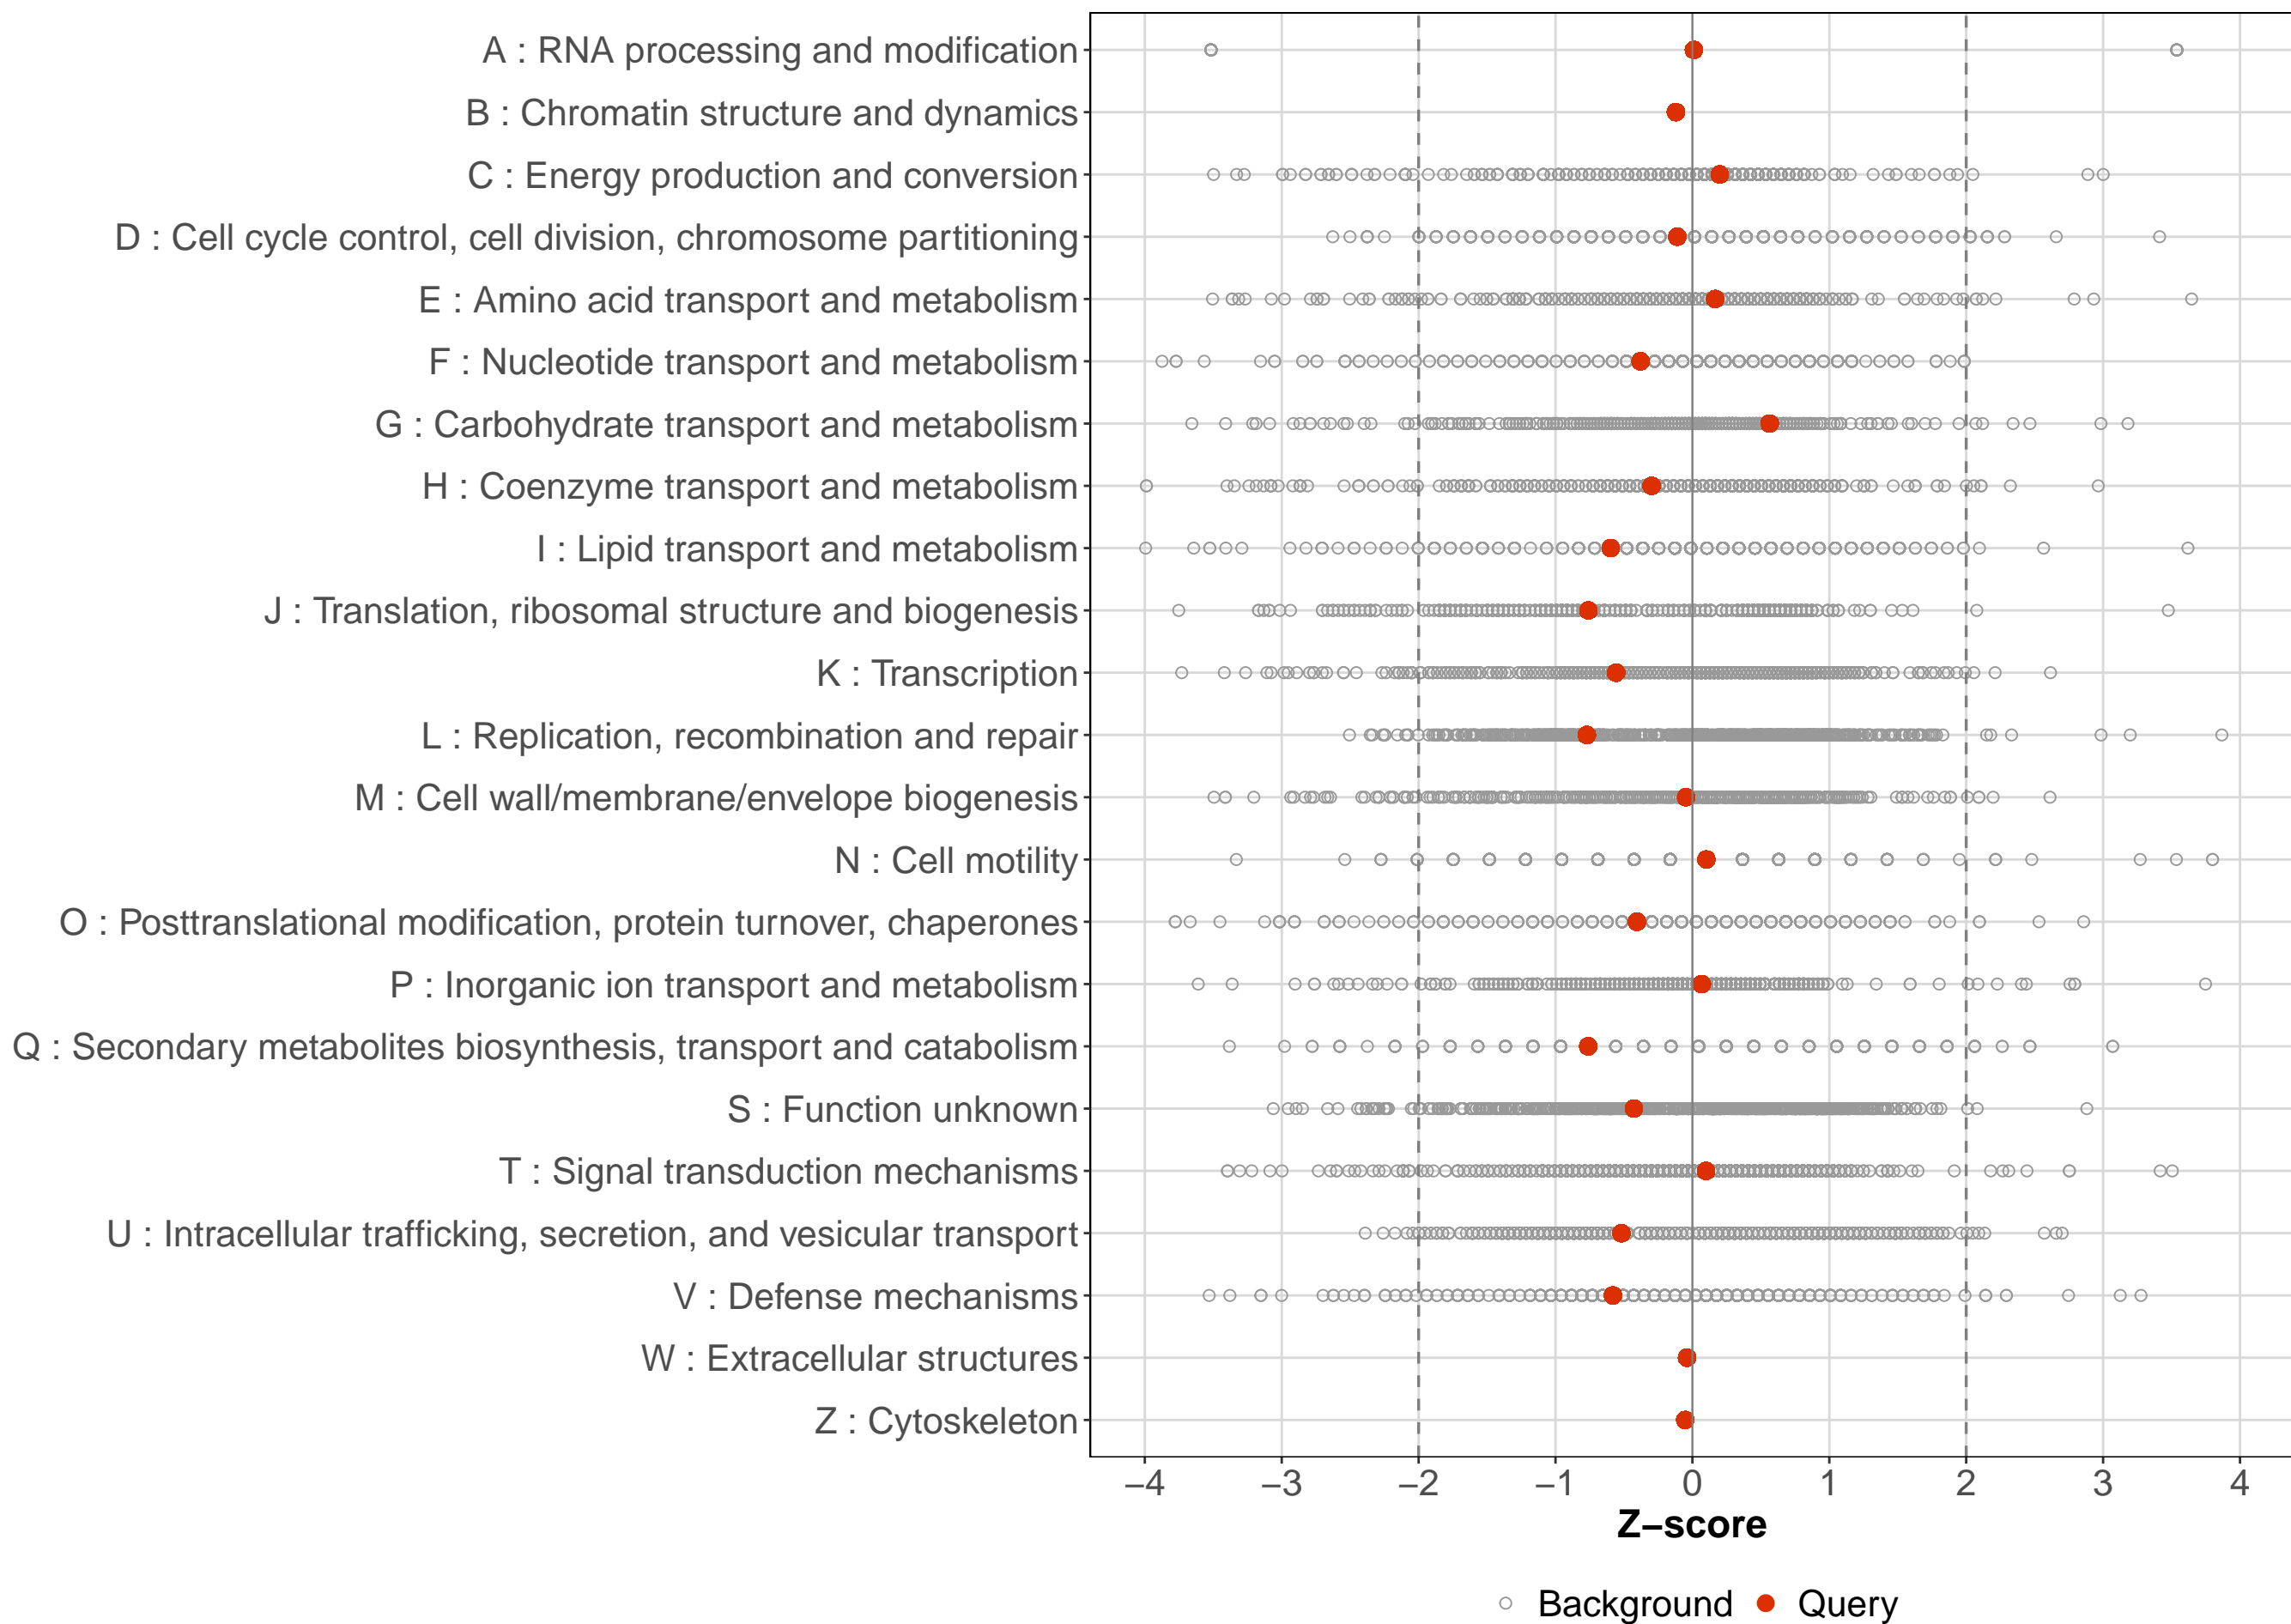 A : RNA processing and modification
B : Chromatin structure and dynamics
C : Energy production and conversion
D : Cell cycle control, cell division, chromosome partitioning
E : Amino acid transport and metabolism
F : Nucleotide transport and metabolism
G : Carbohydrate transport and metabolism
H : Coenzyme transport and metabolism
I : Lipid transport and metabolism
J : Translation, ribosomal structure and biogenesis
K : Transcription
L : Replication, recombination and repair
M : Cell wall/membrane/envelope biogenesis
N : Cell motility
O : Posttranslational modification, protein turnover, chaperones
P : Inorganic ion transport and metabolism
Q : Secondary metabolites biosynthesis, transport and catabolism
S : Function unknown
T : Signal transduction mechanisms
U : Intracellular trafficking, secretion, and vesicular transport
V : Defense mechanisms
W : Extracellular structures
Z : Cytoskeleton
−4 −3 −2 −1 0 1 2 3 4
Z−score
Background Query